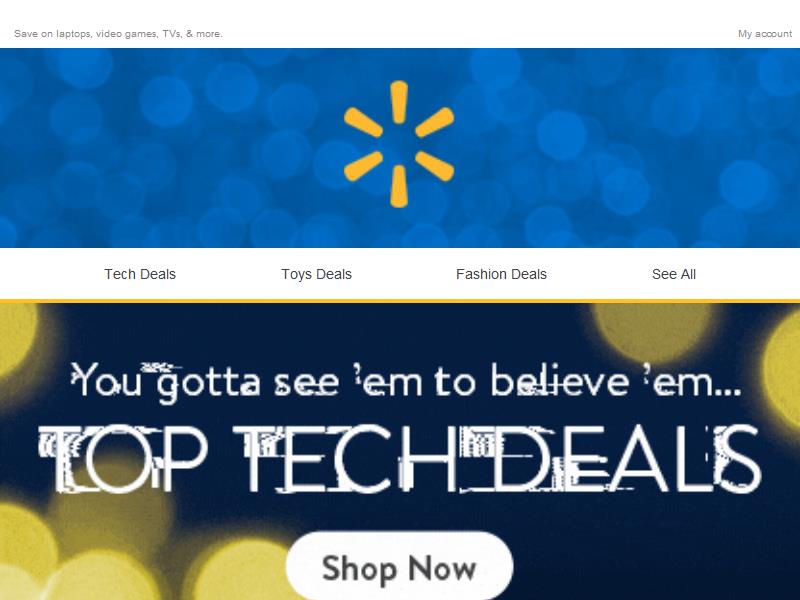 Save on laptops, video games, TVs, & more.
My account
Tech Deals
Toys Deals
Fashion Deals
See All
You gotta see 'em to believe 'em...
TOP TECH DEALS
Shop Now